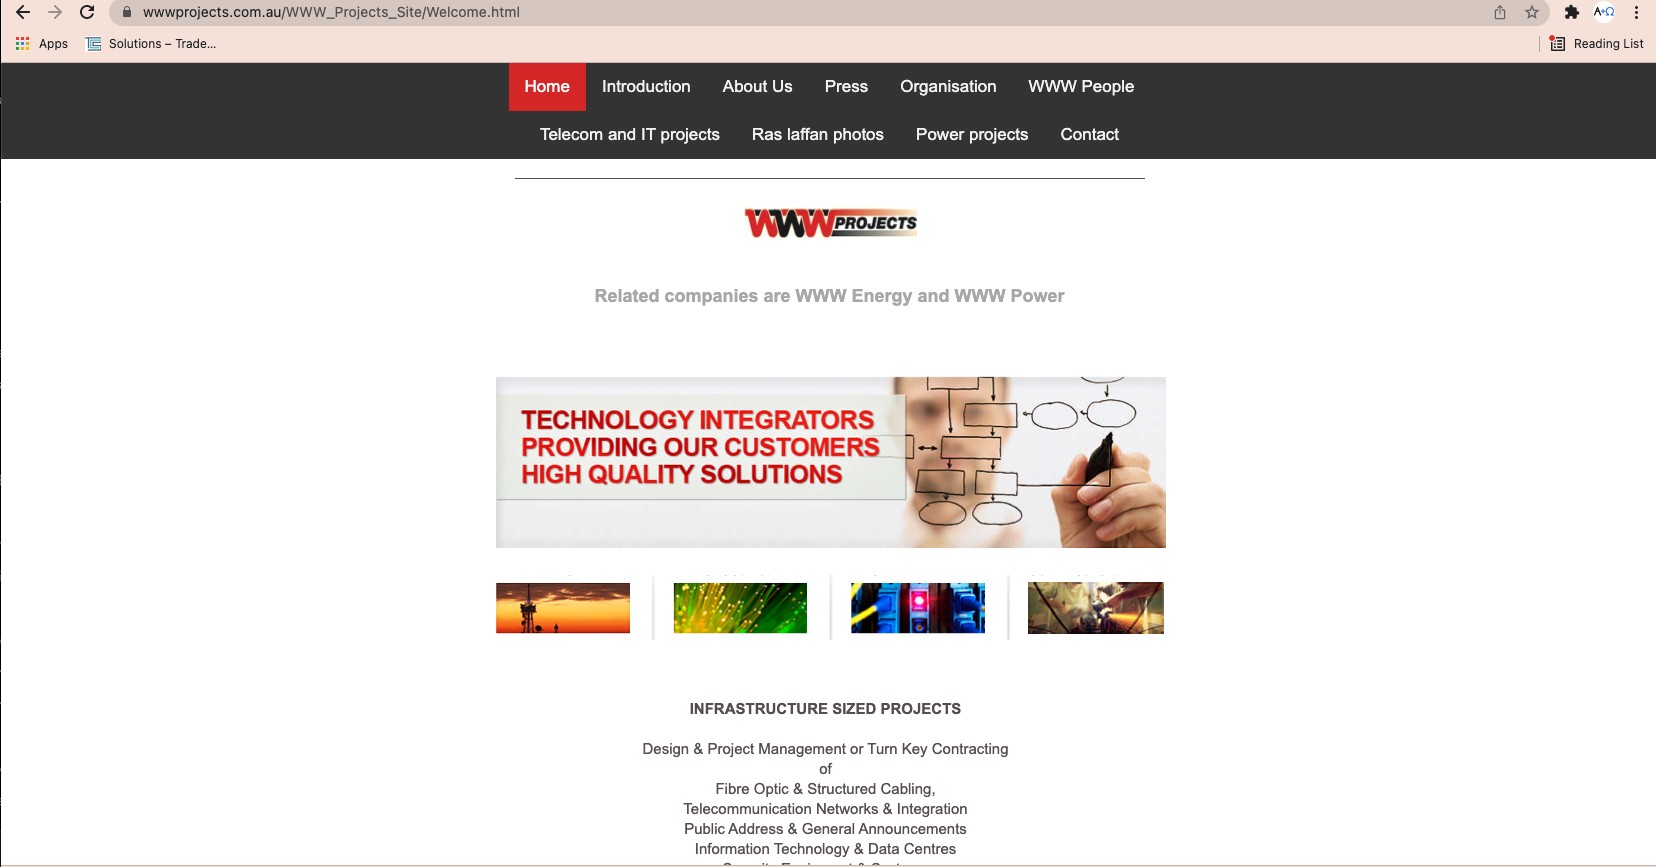 wwwprojects.com.au/WWW_Projects_Site/Welcome.html
Apps
Solutions – Trade...
Reading List
Home Introduction About Us Press Organisation WWW People
Telecom and IT projects Ras laffan photos Power projects Contact
WWW PROJECTS
Related companies are WWW Energy and WWW Power
TECHNOLOGY INTEGRATORS
PROVIDING OUR CUSTOMERS
HIGH QUALITY SOLUTIONS
INFRASTRUCTURE SIZED PROJECTS
Design & Project Management or Turn Key Contracting
of
Fibre Optic & Structured Cabling,
Telecommunication Networks & Integration
Public Address & General Announcements
Information Technology & Data Centres